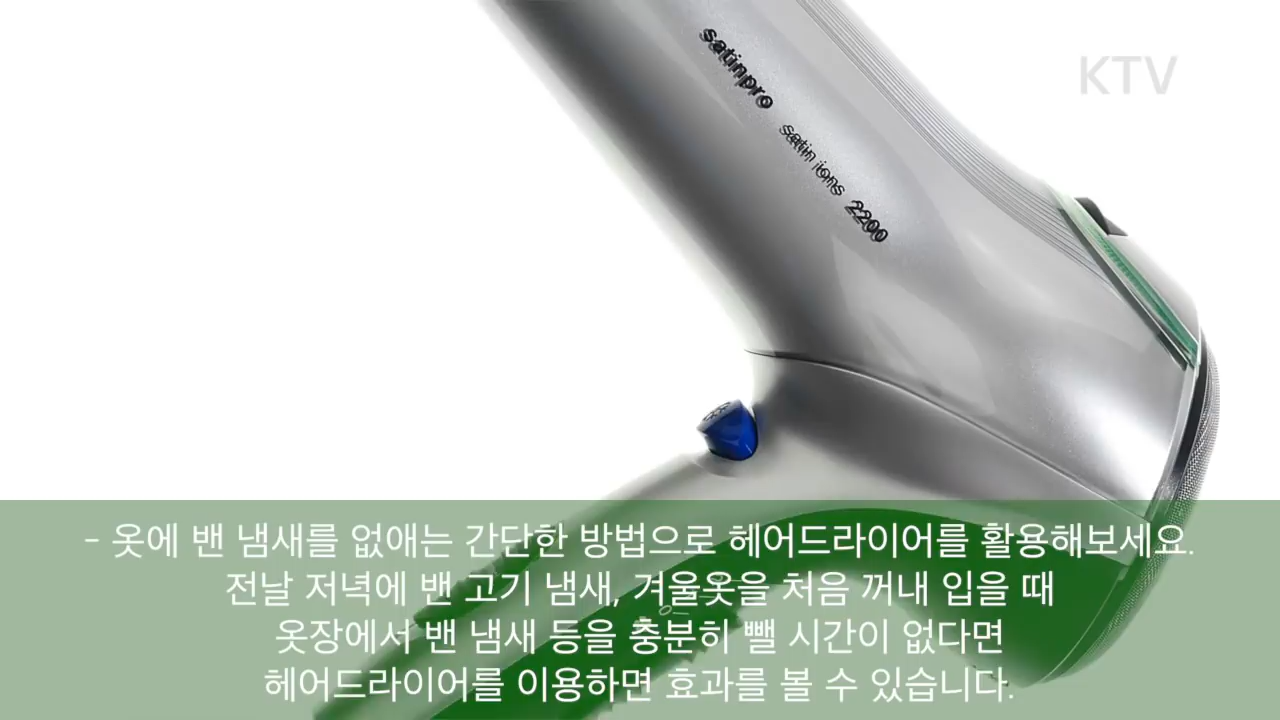 satinpro
satin ions 2200
KTV
- 옷에 밴 냄새를 없애는 간단한 방법으로 헤어드라이어를 활용해보세요.
전날 저녁에 밴 고기 냄새, 겨울옷을 처음 꺼내 입을 때
옷장에서 밴 냄새 등을 충분히 뺄 시간이 없다면
헤어드라이어를 이용하면 효과를 볼 수 있습니다.